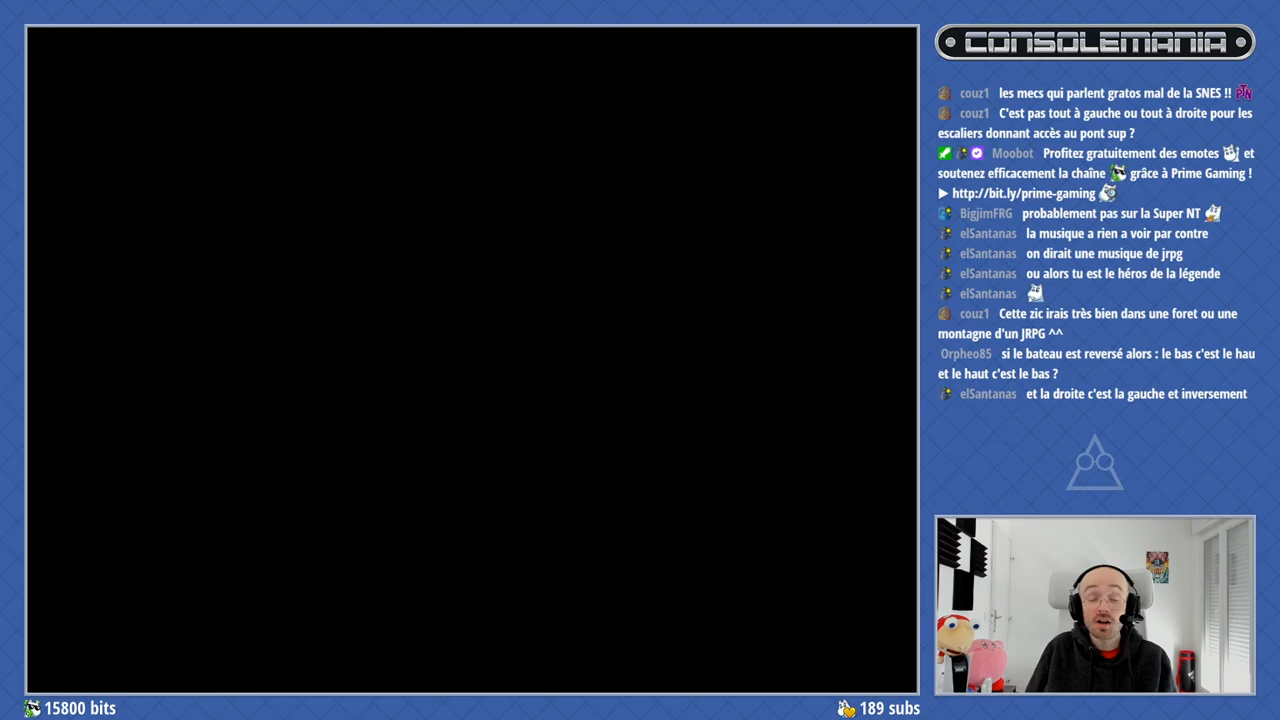 CONSOLEMANIA
couz1 les mecs qui parlent gratos mal de la SNES !! PTN
couz1 C'est pas tout à gauche ou tout à droite pour les
escaliers donnant accès au pont sup ?
Moobot Profitez gratuitement des emotes et
soutenez efficacement la chaîne grâce à Prime Gaming !
► http://bit.ly/prime-gaming
BigjimFRG probablement pas sur la Super NT
elSantanas la musique a rien a voir par contre
elSantanas on dirait une musique de jrpg
elSantanas ou alors tu est le héros de la légende
elSantanas
couz1 Cette zic irais très bien dans une foret ou une
montagne d'un JRPG ^^
Orpheo85 si le bateau est reversé alors : le bas c'est le hau
et le haut c'est le bas ?
elSantanas et la droite c'est la gauche et inversement
15800 bits
189 subs